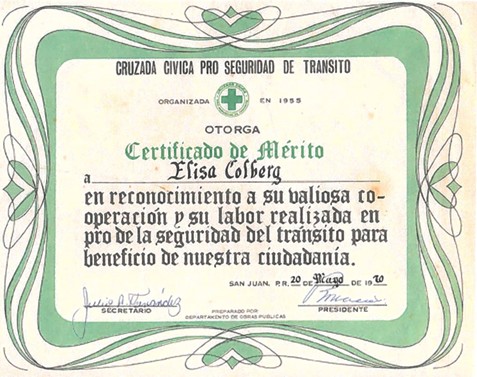 CRUZADA CIVICA PRO SEGURIDAD DE TRANSITO
ORGANIZADA EN 1955
OTORGA
Certificado de Mérito
a Elisa Colberg
en reconocimiento a su valiosa co-
operación y su labor realizada en
pro de la seguridad del tránsito para
beneficio de nuestra ciudadanía.
SAN JUAN, P.R. 20 DE Mayo DE 1970
Julio A. Fernández
SECRETARIO
PRESIDENTE
PREPARADO POR
DEPARTAMENTO DE OBRAS PUBLICAS